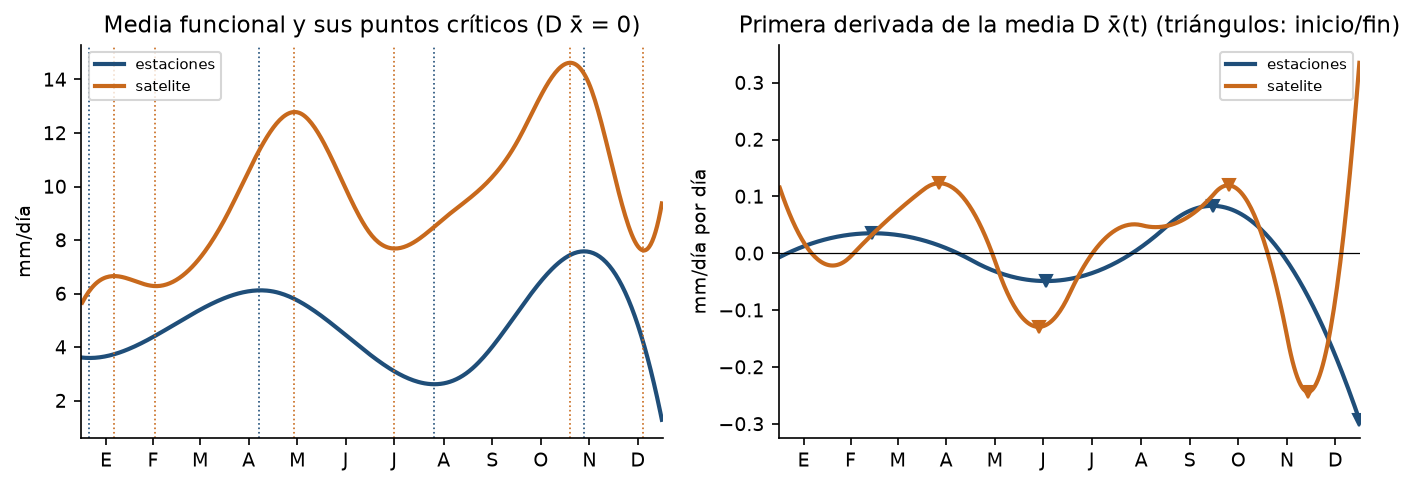 Media funcional y sus puntos críticos (D x̄ = 0)
estaciones
satelite
mm/día
14
12
10
8
6
4
2
E F M A M J J A S O N D
Primera derivada de la media D x̄(t) (triángulos: inicio/fin)
estaciones
satelite
mm/día por día
0.3
0.2
0.1
0.0
−0.1
−0.2
−0.3
E F M A M J J A S O N D